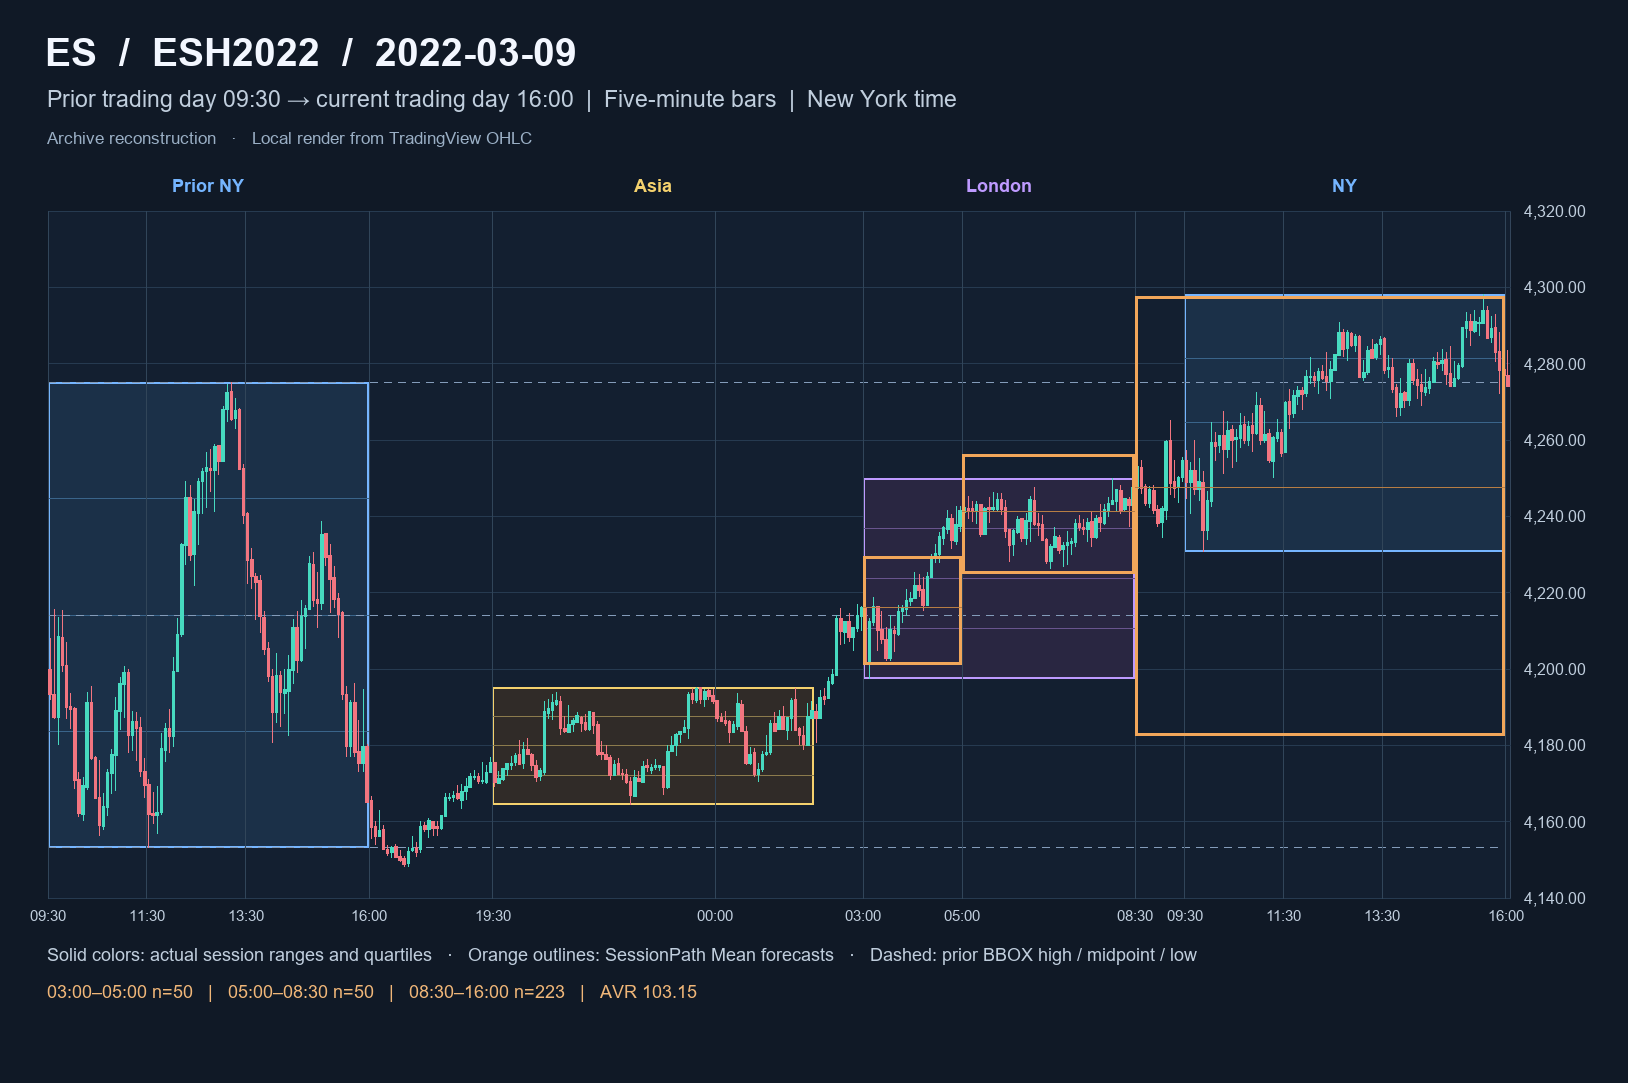 ES / ESH2022 / 2022-03-09
Prior trading day 09:30 → current trading day 16:00 | Five-minute bars | New York time
Archive reconstruction · Local render from TradingView OHLC
Prior NY Asia London NY
4,320.00
4,300.00
4,280.00
4,260.00
4,240.00
4,220.00
4,200.00
4,180.00
4,160.00
4,140.00
09:30 11:30 13:30 16:00 19:30 00:00 03:00 05:00 08:30 09:30 11:30 13:30 16:00
Solid colors: actual session ranges and quartiles · Orange outlines: SessionPath Mean forecasts · Dashed: prior BBOX high / midpoint / low
03:00–05:00 n=50 | 05:00–08:30 n=50 | 08:30–16:00 n=223 | AVR 103.15